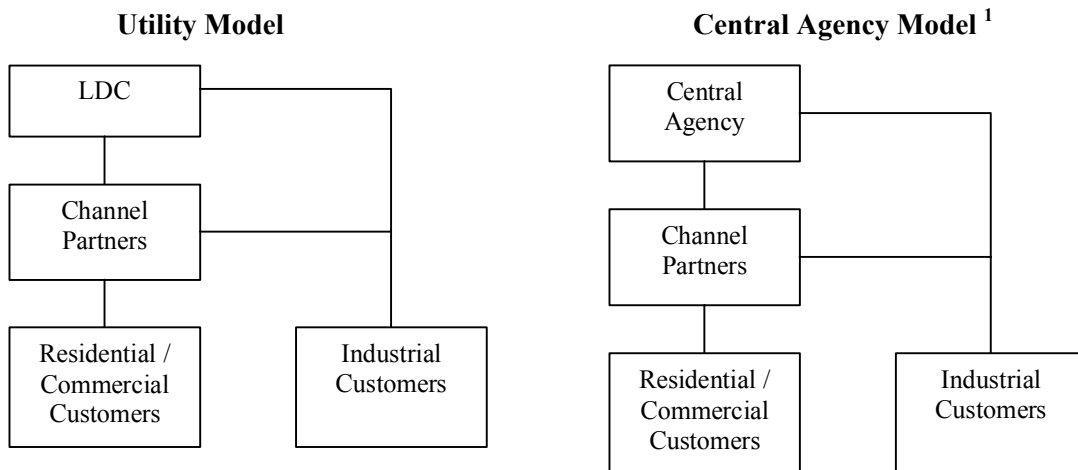 Utility Model
LDC
Channel
Partners
Residential /
Commercial
Customers
Industrial
Customers
Central Agency Model 1
Central
Agency
Channel
Partners
Residential /
Commercial
Customers
Industrial
Customers